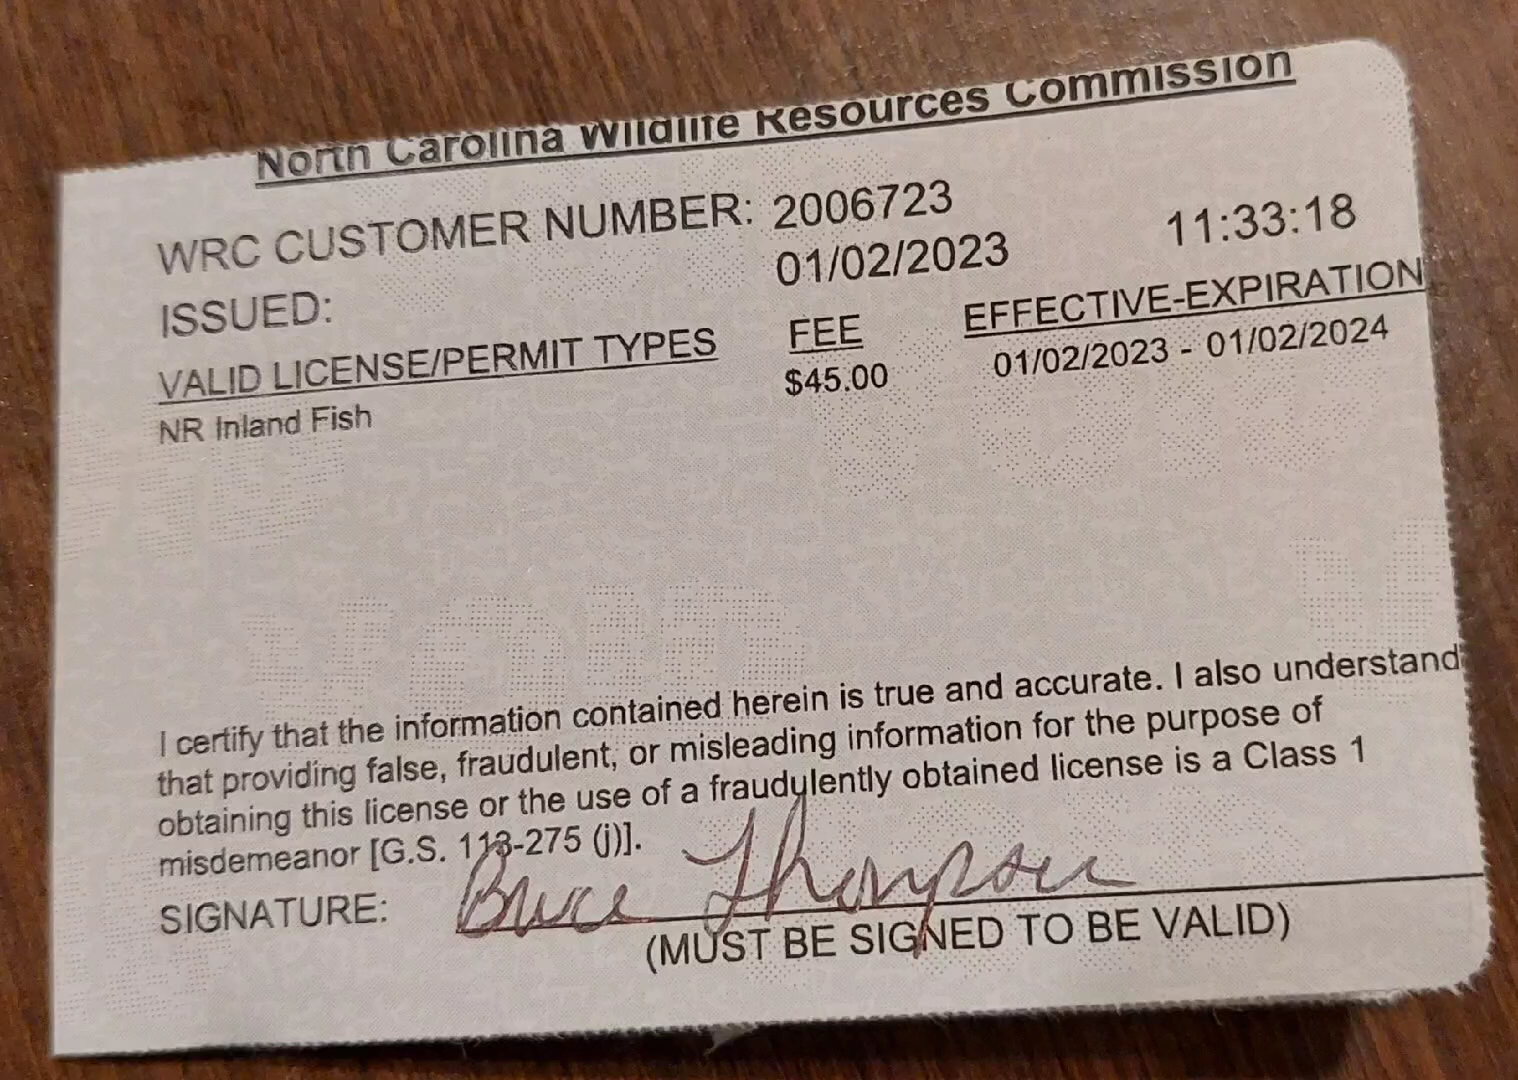 North Carolina Wildlife Resources Commission
WRC CUSTOMER NUMBER: 2006723
ISSUED: 01/02/2023 11:33:18
VALID LICENSE/PERMIT TYPES FEE EFFECTIVE-EXPIRATION
NR Inland Fish $45.00 01/02/2023 - 01/02/2024
I certify that the information contained herein is true and accurate. I also understand
that providing false, fraudulent, or misleading information for the purpose of
obtaining this license or the use of a fraudulently obtained license is a Class 1
misdemeanor [G.S. 113-275 (j)].
SIGNATURE: Bruce Thompson
(MUST BE SIGNED TO BE VALID)